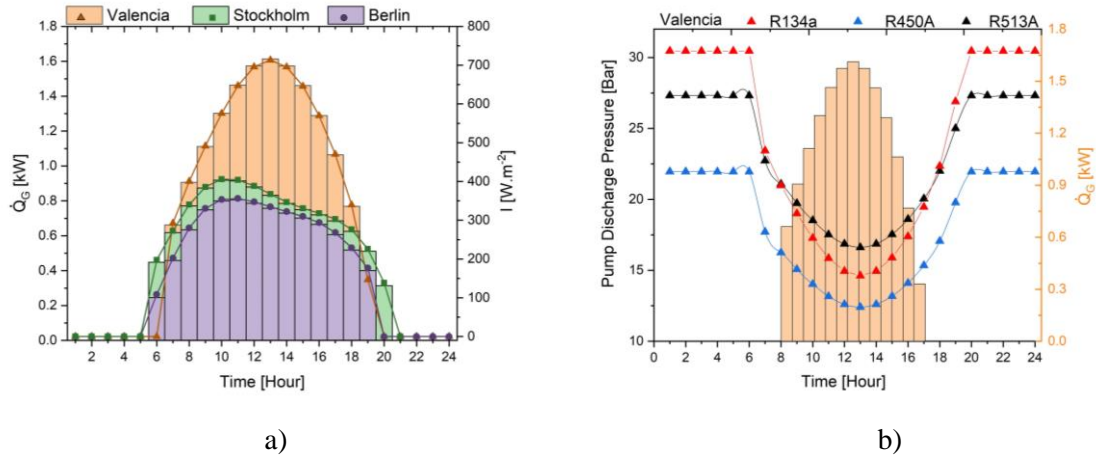 Valencia Stockholm Berlin
Q̇G [kW]
1.8
1.6
1.4
1.2
1.0
0.8
0.6
0.4
0.2
0.0
2 4 6 8 10 12 14 16 18 20 22 24
Time [Hour]
800
700
600
500
400
300
200
100
0
I [W.m-2]
a)
Valencia R134a R450A R513A
Pump Discharge Pressure [Bar]
30
25
20
15
10
0 2 4 6 8 10 12 14 16 18 20 22 24
Time [Hour]
1.8
1.5
1.2
0.9
0.6
0.3
0.0
Q̇G [kW]
b)